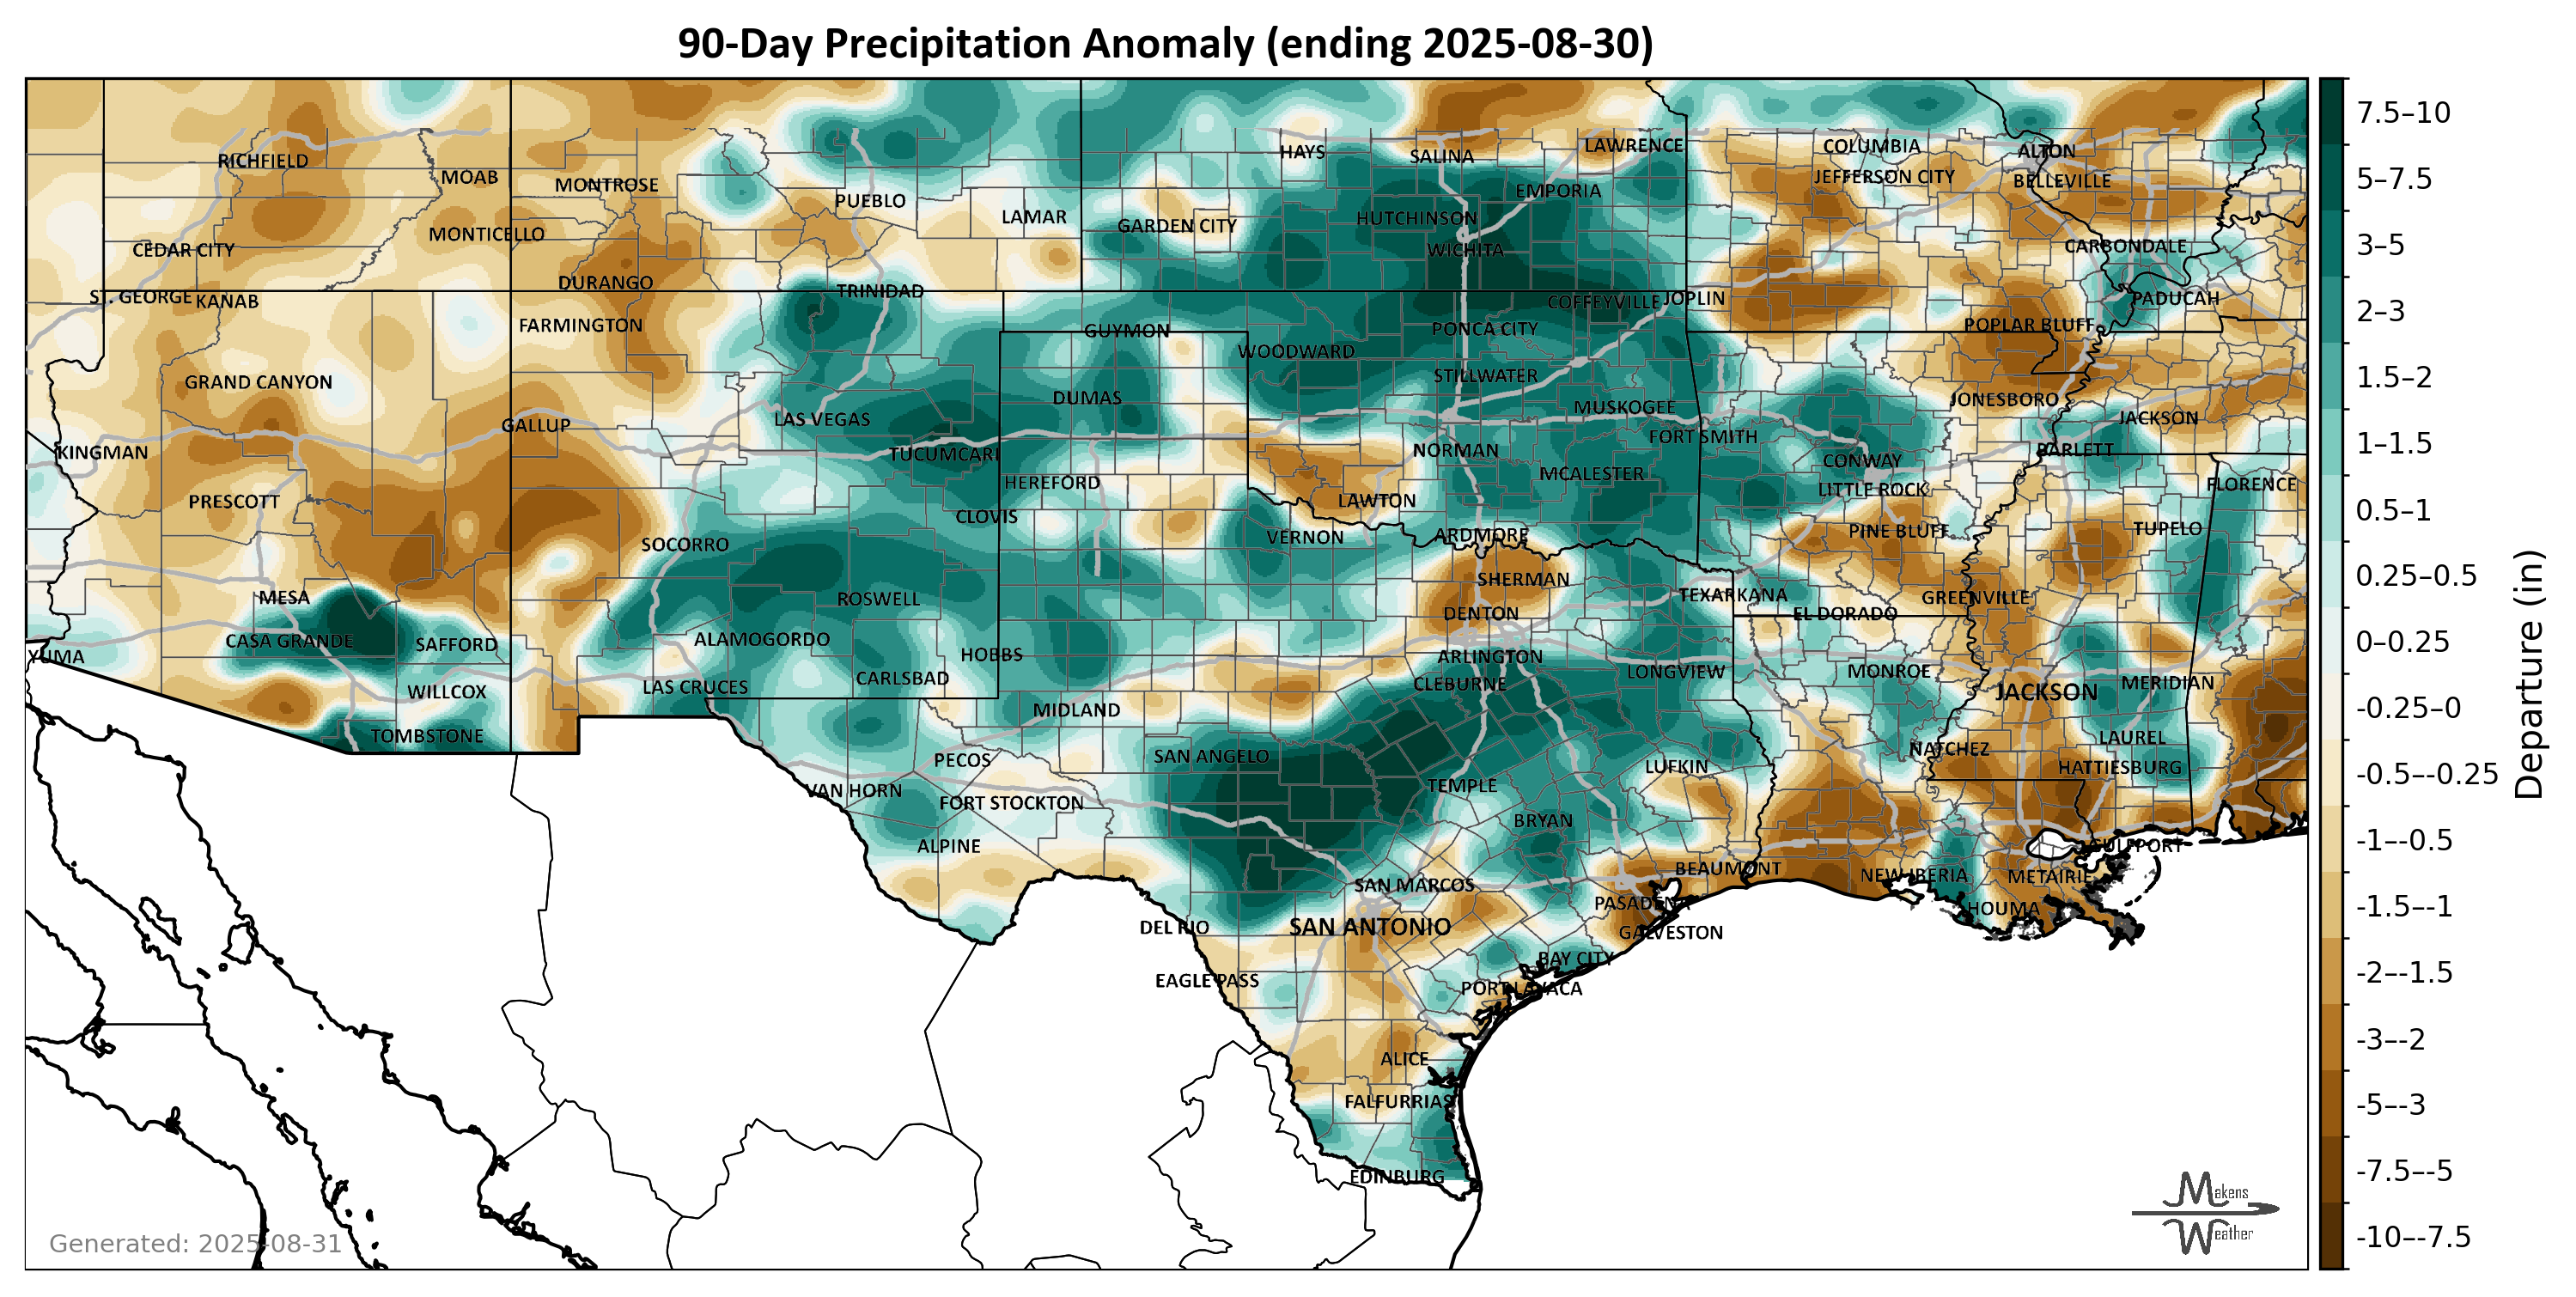 90-Day Precipitation Anomaly (ending 2025-08-30)
RICHFIELD
MOAB
MONTROSE
PUEBLO
LAMAR
HAYS
SALINA
LAWRENCE
COLUMBIA
ALTON
JEFFERSON CITY
BELLEVILLE
EMPORIA
HUTCHINSON
GARDEN CITY
WICHITA
MONTICELLO
CEDAR CITY
CARBONDALE
DURANGO
TRINIDAD
ST. GEORGE
KANAB
COFFEYVILLE
JOPLIN
PADUCAH
FARMINGTON
GUYMON
PONCA CITY
POPLAR BLUFF
WOODWARD
STILLWATER
GRAND CANYON
DUMAS
MUSKOGEE
JONESBORO
JACKSON
GALLUP
LAS VEGAS
TUCUMCARI
NORMAN
FORT SMITH
BARLETT
KINGMAN
CONWAY
MCALESTER
HEREFORD
LITTLE ROCK
FLORENCE
PRESCOTT
LAWTON
CLOVIS
PINE BLUFF
TUPELO
SOCORRO
VERNON
ARDMORE
SHERMAN
MESA
ROSWELL
DENTON
TEXARKANA
GREENVILLE
EL DORADO
CASA GRANDE
SAFFORD
ALAMOGORDO
YUMA
HOBBS
ARLINGTON
LONGVIEW
MONROE
CLEBURNE
CARLSBAD
LAS CRUCES
WILLCOX
JACKSON
MERIDIAN
MIDLAND
TOMBSTONE
SAN ANGELO
PECOS
LUFKIN
NATCHEZ
LAUREL
HATTIESBURG
VAN HORN
FORT STOCKTON
TEMPLE
BRYAN
ALPINE
GULFPORT
BEAUMONT
NEW IBERIA
METAIRIE
SAN MARCOS
PASADENA
HOUMA
DEL RIO
SAN ANTONIO
GALVESTON
BAY CITY
EAGLE PASS
PORT LAVACA
ALICE
FALFURRIAS
EDINBURG
Generated: 2025-08-31
Makens
Weather
7.5–10
5–7.5
3–5
2–3
1.5–2
1–1.5
0.5–1
0.25–0.5
0–0.25
-0.25–0
-0.5–-0.25
-1–-0.5
-1.5–-1
-2–-1.5
-3–-2
-5–-3
-7.5–-5
-10–-7.5
Departure (in)